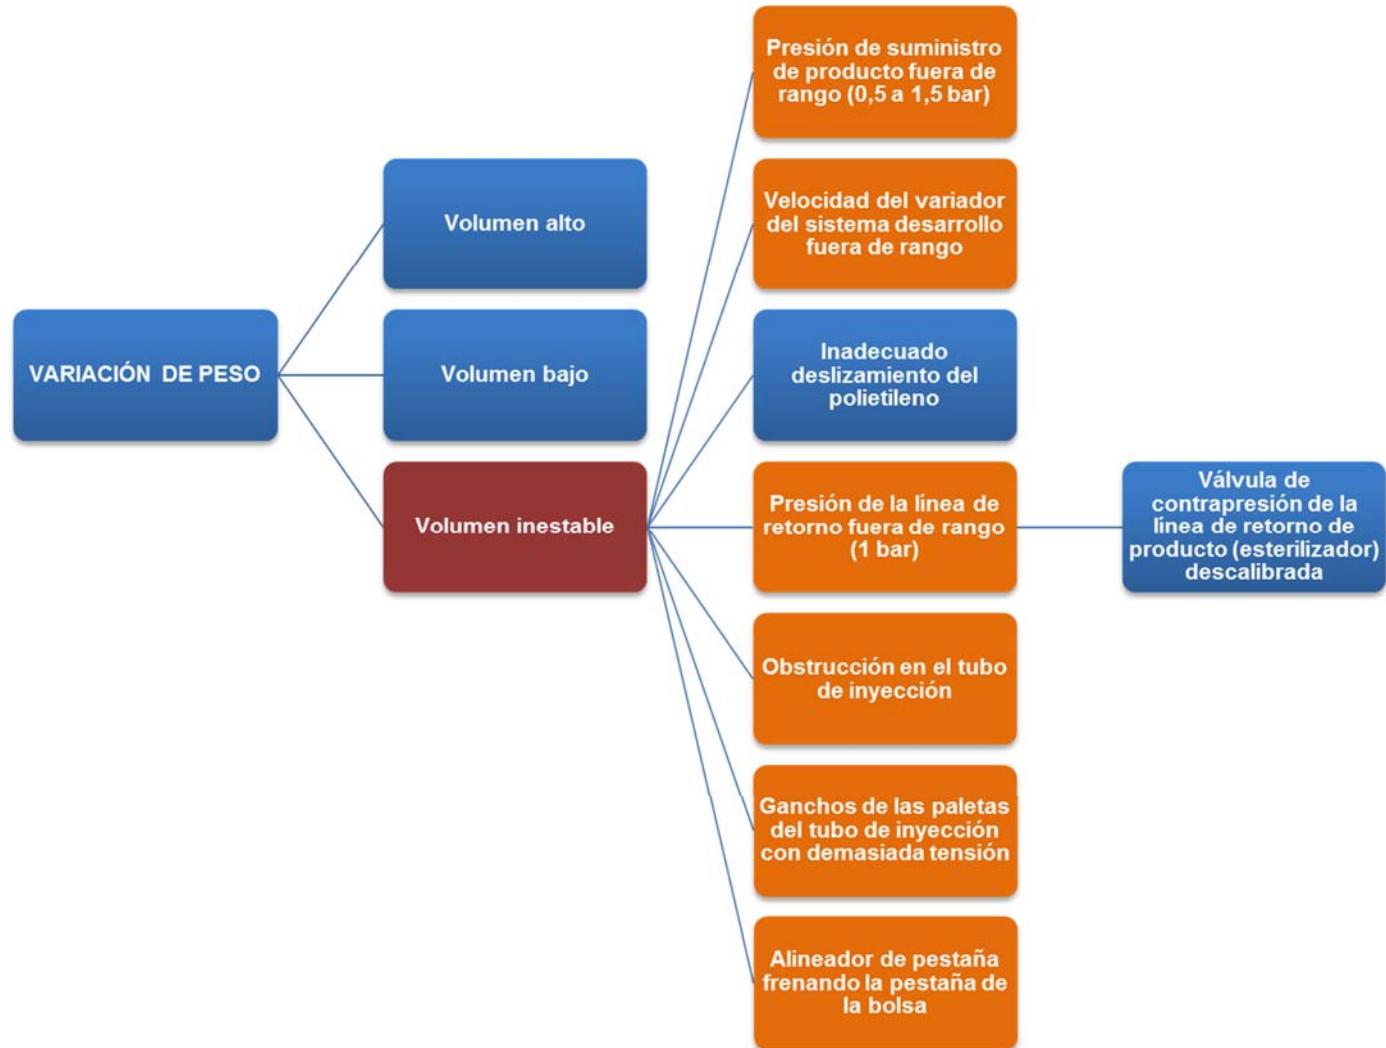 VARIACIÓN DE PESO
Volumen alto
Volumen bajo
Volumen inestable
Presión de suministro
de producto fuera de
rango (0,5 a 1,5 bar)
Velocidad del variador
del sistema desarrollo
fuera de rango
Inadecuado
deslizamiento del
polietileno
Presión de la línea de
retorno fuera de rango
(1 bar)
Obstrucción en el tubo
de inyección
Ganchos de las paletas
del tubo de inyección
con demasiada tensión
Alineador de pestaña
frenando la pestaña de
la bolsa
Válvula de
contrapresión de la
línea de retorno de
producto (esterilizador)
descalibrada